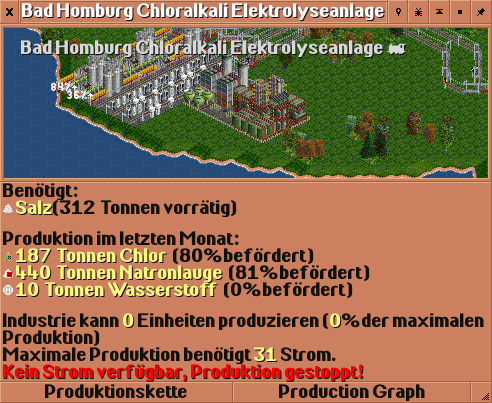 Bad Homburg Chloralkali Elektrolyseanlage
Bad Homburg Chloralkali Elektrolyseanlage
Benötigt:
Salz(312 Tonnen vorrätig)
Produktion im letzten Monat:
187 Tonnen Chlor (80% befördert)
440 Tonnen Natronlauge (81% befördert)
10 Tonnen Wasserstoff (0% befördert)
Industrie kann 0 Einheiten produzieren (0% der maximalen
Produktion)
Maximale Produktion benötigt 31 Strom.
Kein Strom verfügbar, Produktion gestoppt!
Produktionskette
Production Graph